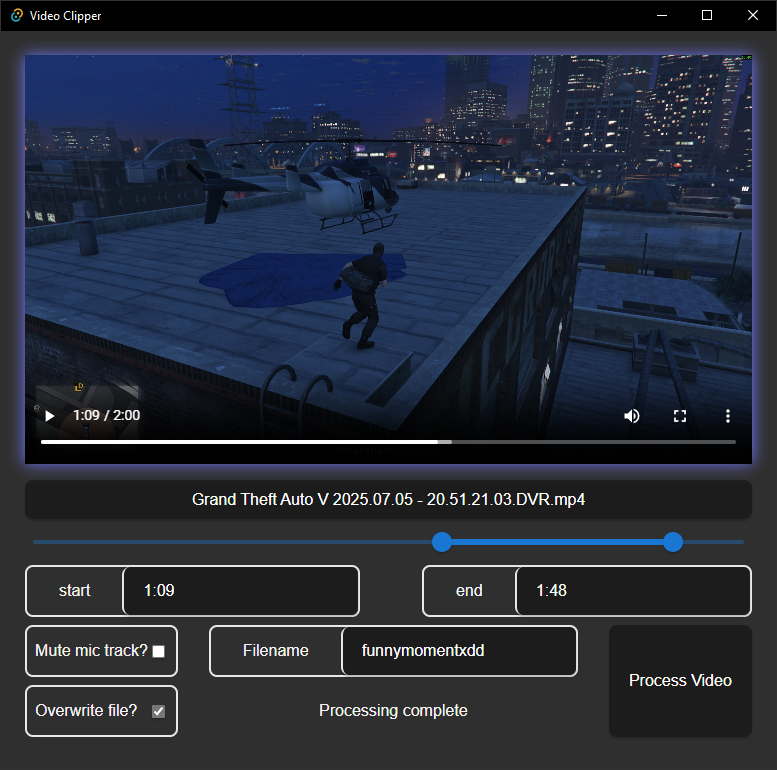 Video Clipper
1:09 / 2:00
Grand Theft Auto V 2025.07.05 - 20.51.21.03.DVR.mp4
start
1:09
end
1:48
Mute mic track?
Filename
funnymomentxdd
Process Video
Overwrite file?
Processing complete